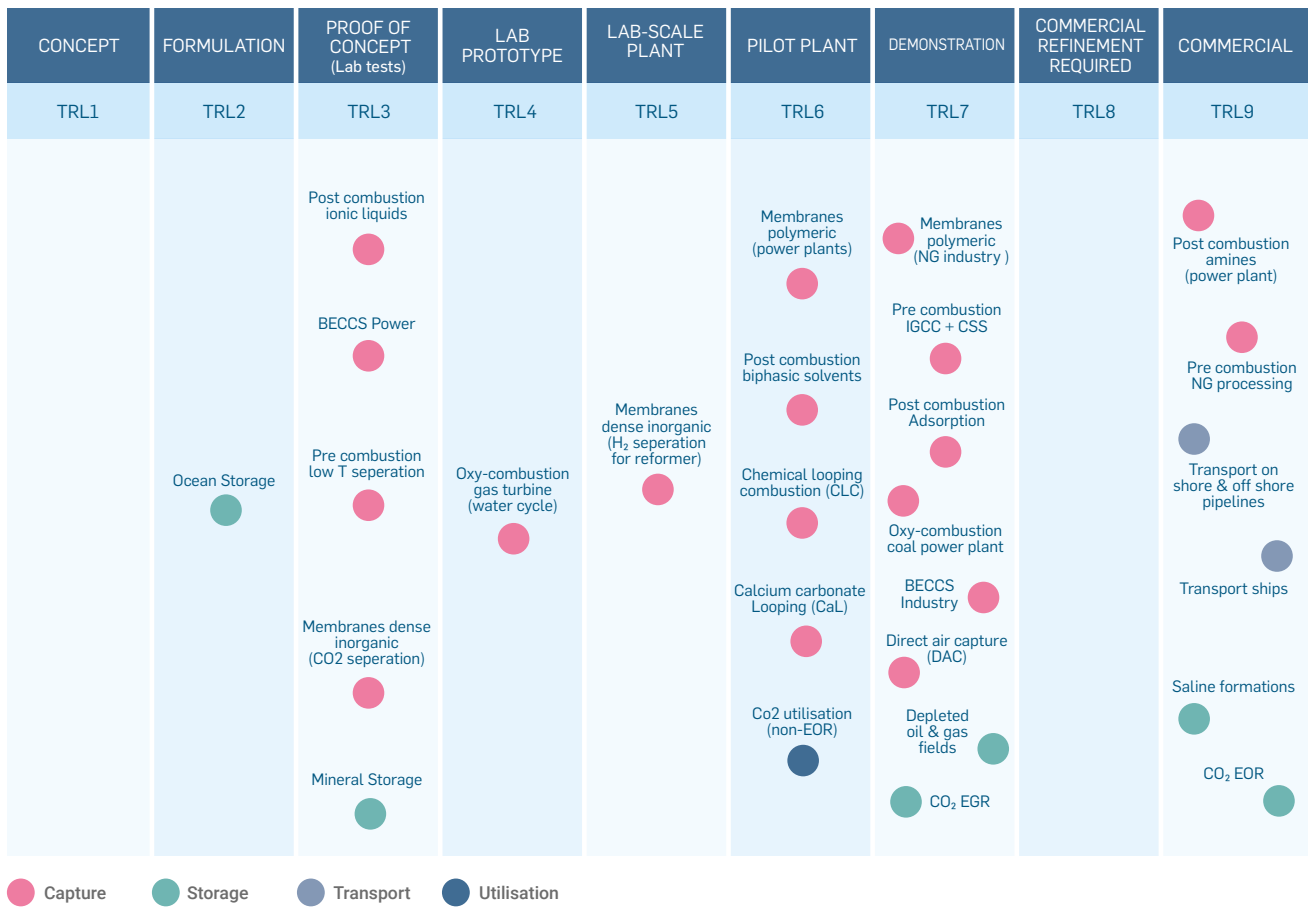 CONCEPT
FORMULATION
PROOF OF
CONCEPT
(Lab tests)
LAB
PROTOTYPE
LAB-SCALE
PLANT
PILOT PLANT
DEMONSTRATION
COMMERCIAL
REFINEMENT
REQUIRED
COMMERCIAL
TRL1
TRL2
TRL3
TRL4
TRL5
TRL6
TRL7
TRL8
TRL9
Ocean Storage
Post combustion
ionic liquids
BECCS Power
Pre combustion
low T seperation
Membranes dense
inorganic
(CO2 seperation)
Mineral Storage
Oxy-combustion
gas turbine
(water cycle)
Membranes
dense inorganic
(H₂ seperation
for reformer)
Membranes
polymeric
(power plants)
Post combustion
biphasic solvents
Chemical looping
combustion (CLC)
Calcium carbonate
Looping (CaL)
Co2 utilisation
(non-EOR)
Membranes
polymeric
(NG industry )
Pre combustion
IGCC + CSS
Post combustion
Adsorption
Oxy-combustion
coal power plant
BECCS
Industry
Direct air capture
(DAC)
Depleted
oil & gas
fields
CO₂ EGR
Post combustion
amines
(power plant)
Pre combustion
NG processing
Transport on
shore & off shore
pipelines
Transport ships
Saline formations
CO₂ EOR
Capture
Storage
Transport
Utilisation